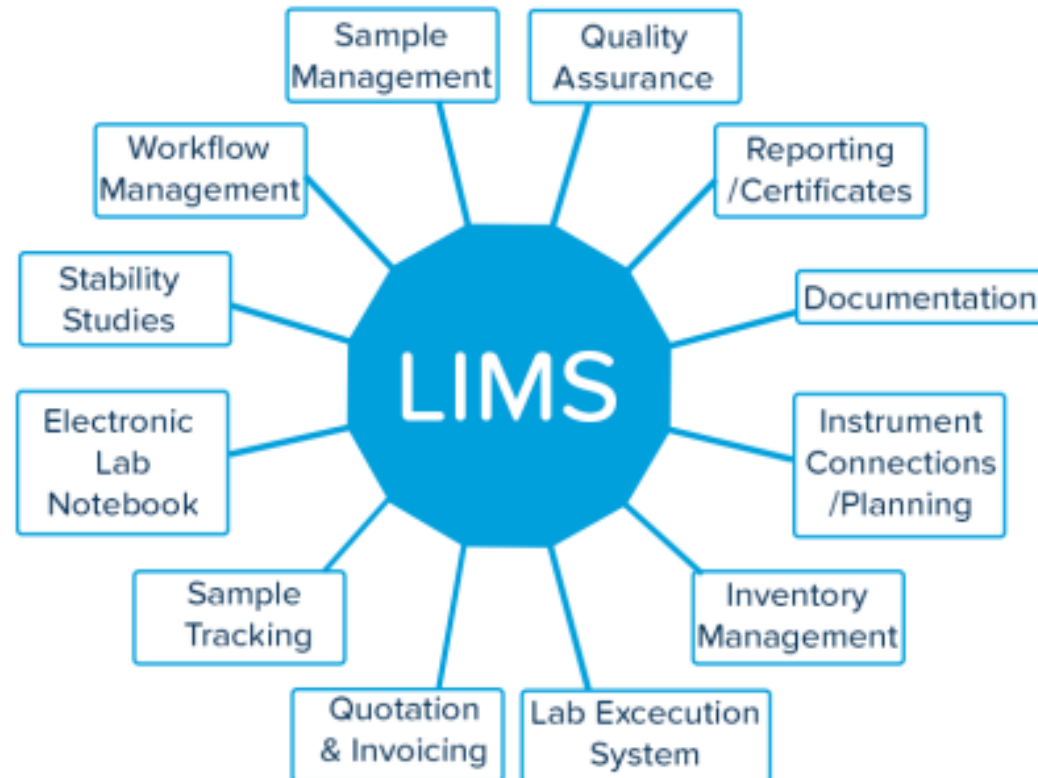 Sample
Management
Quality
Assurance
Workflow
Management
Reporting
/Certificates
Stability
Studies
Documentation
LIMS
Electronic
Lab
Notebook
Instrument
Connections
/Planning
Sample
Tracking
Inventory
Management
Quotation
& Invoicing
Lab Excecution
System